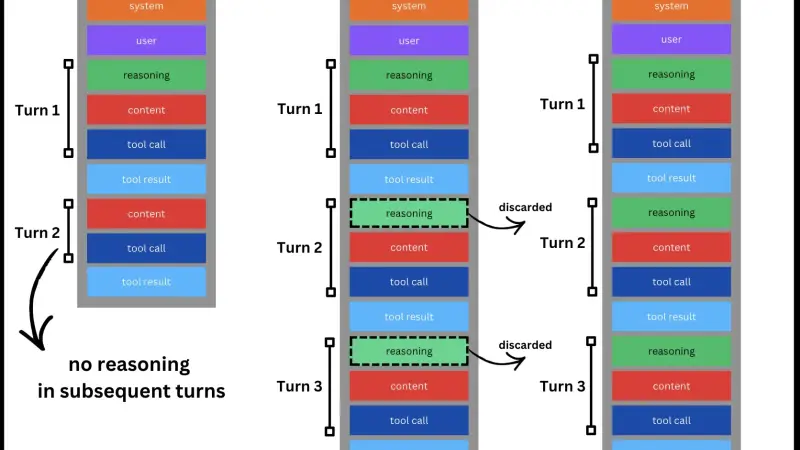 system
user
Turn 1
reasoning
content
tool call
tool result
Turn 2
content
tool call
tool result
no reasoning
in subsequent turns
system
user
Turn 1
reasoning
content
tool call
tool result
Turn 2
reasoning
discarded
content
tool call
tool result
Turn 3
reasoning
discarded
content
tool call
system
user
Turn 1
reasoning
content
tool call
tool result
Turn 2
reasoning
content
tool call
tool result
Turn 3
reasoning
content
tool call